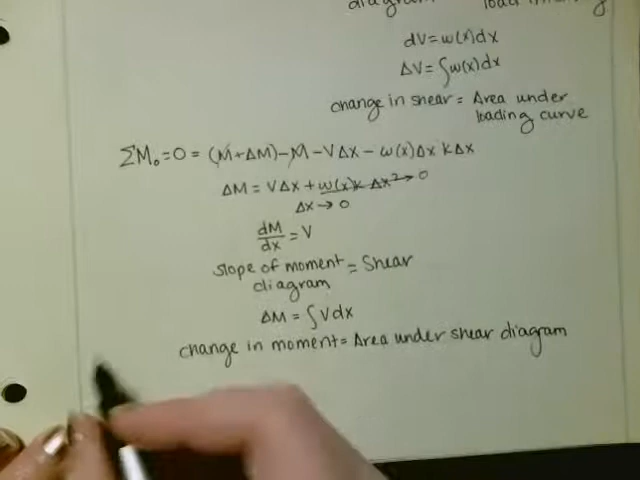 diagram
dV=w(x)dx
ΔV=∫w(x)dx
change in shear = Area under
loading curve
ΣM₀=0 = (M+ΔM)-M-VΔx-w(x)Δx kΔx
ΔM = VΔx + w(x)k Δx²→0
Δx→0
dM/dx = V
slope of moment = Shear
diagram
ΔM = ∫Vdx
change in moment = Area under shear diagram